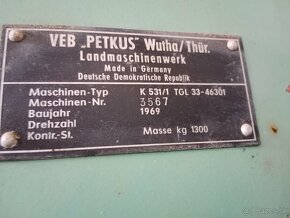 VEB „PETKUS" Wutha/Thür.
Landmaschinenwerk
Made in Germany
Deutsche Demokratische Republik
Maschinen-Typ K 531/1 TGL 33-46301
Maschinen-Nr. 3567
Baujahr 1969
Drehzahl
Kontr.-St. Masse kg 1300